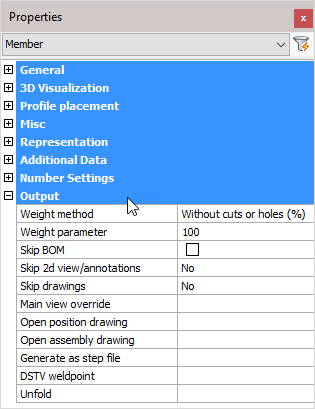 Properties
Member
General
3D Visualization
Profile placement
Misc
Representation
Additional Data
Number Settings
Output
Weight method Without cuts or holes (%)
Weight parameter 100
Skip BOM
Skip 2d view/annotations No
Skip drawings No
Main view override
Open position drawing
Open assembly drawing
Generate as step file
DSTV weldpoint
Unfold